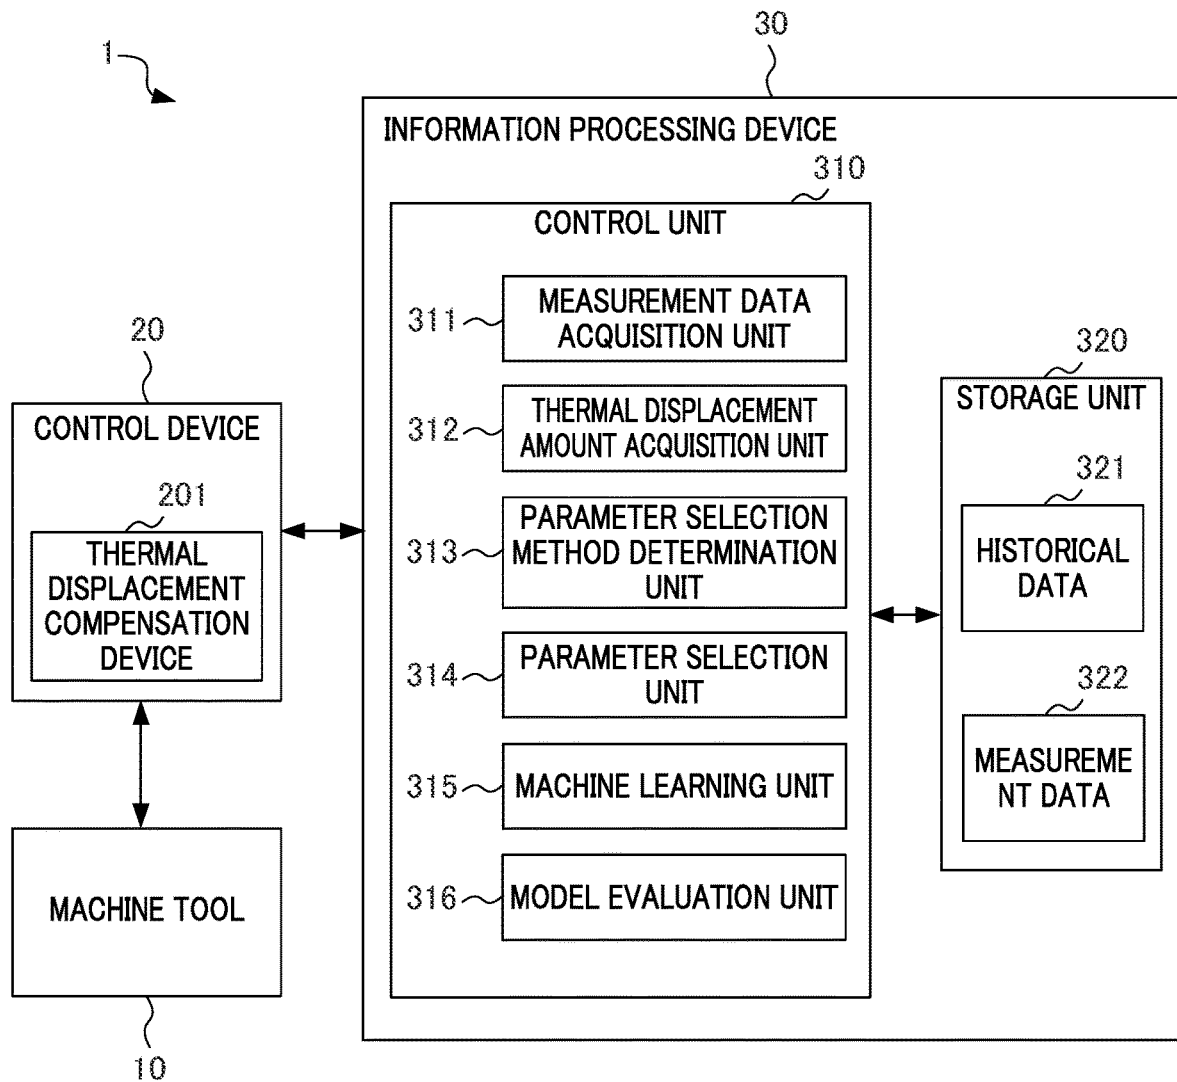 1
30
INFORMATION PROCESSING DEVICE
310
CONTROL UNIT
311
MEASUREMENT DATA
ACQUISITION UNIT
312
THERMAL DISPLACEMENT
AMOUNT ACQUISITION UNIT
313
PARAMETER SELECTION
METHOD DETERMINATION
UNIT
314
PARAMETER SELECTION
UNIT
315
MACHINE LEARNING UNIT
316
MODEL EVALUATION UNIT
320
STORAGE UNIT
321
HISTORICAL
DATA
322
MEASUREME
NT DATA
20
CONTROL DEVICE
201
THERMAL
DISPLACEMENT
COMPENSATION
DEVICE
MACHINE TOOL
10